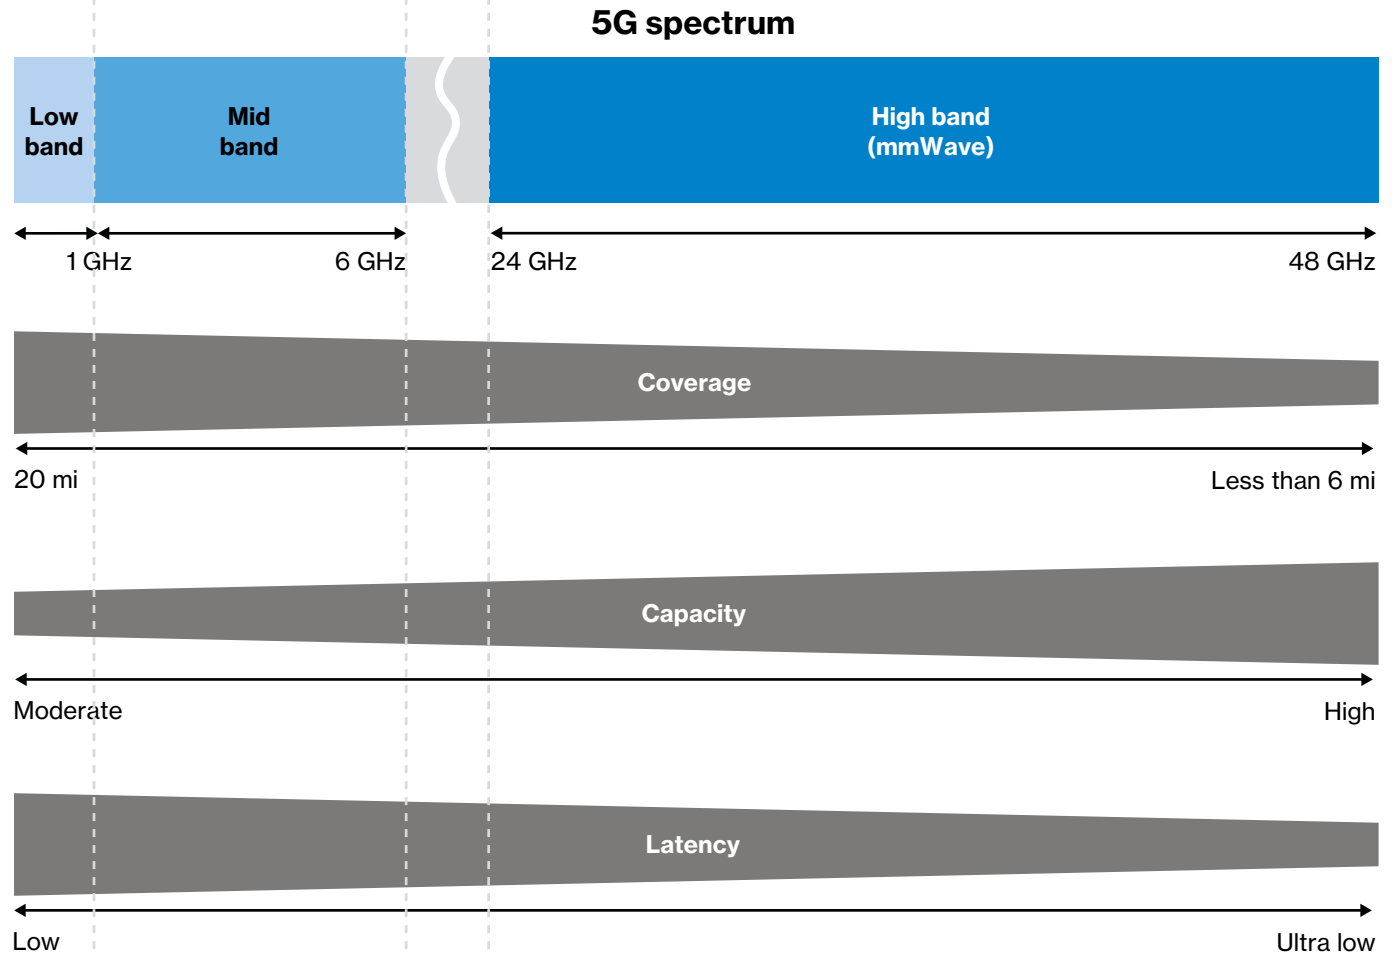 5G spectrum
Low
band
Mid
band
High band
(mmWave)
1 GHz
6 GHz
24 GHz
48 GHz
Coverage
20 mi
Less than 6 mi
Capacity
Moderate
High
Latency
Low
Ultra low